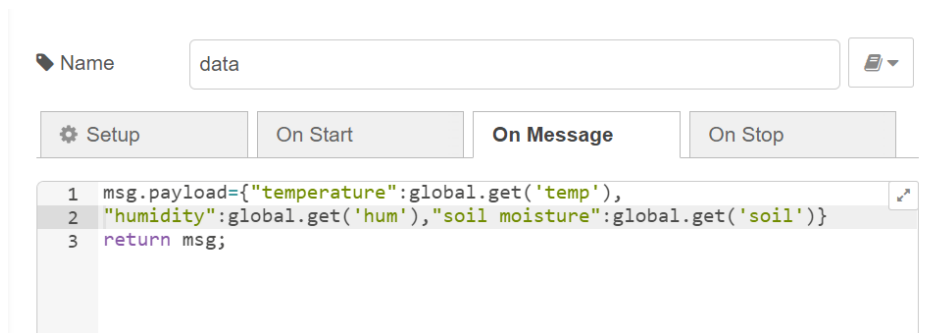 Name
data
Setup
On Start
On Message
On Stop
1 msg.payload={"temperature":global.get('temp'),
2 "humidity":global.get('hum'),"soil moisture":global.get('soil')}
3 return msg;